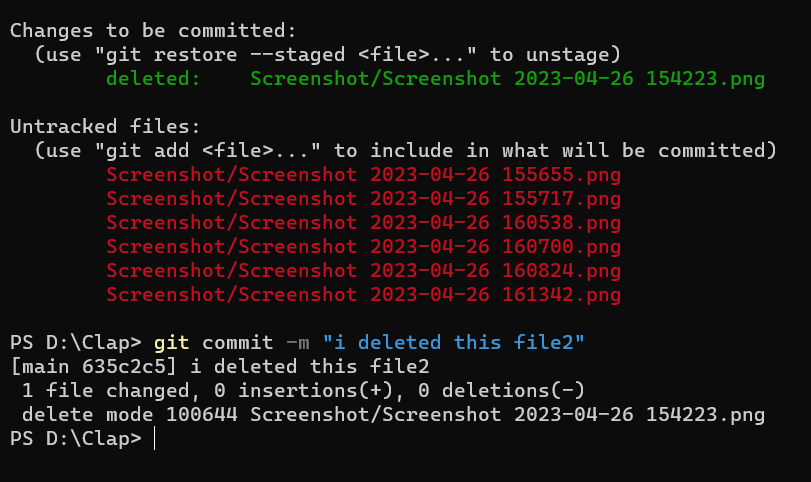 Changes to be committed:
  (use "git restore --staged <file>..." to unstage)
        deleted:    Screenshot/Screenshot 2023-04-26 154223.png

Untracked files:
  (use "git add <file>..." to include in what will be committed)
        Screenshot/Screenshot 2023-04-26 155655.png
        Screenshot/Screenshot 2023-04-26 155717.png
        Screenshot/Screenshot 2023-04-26 160538.png
        Screenshot/Screenshot 2023-04-26 160700.png
        Screenshot/Screenshot 2023-04-26 160824.png
        Screenshot/Screenshot 2023-04-26 161342.png

PS D:\Clap> git commit -m "i deleted this file2"
[main 635c2c5] i deleted this file2
 1 file changed, 0 insertions(+), 0 deletions(-)
 delete mode 100644 Screenshot/Screenshot 2023-04-26 154223.png
PS D:\Clap>